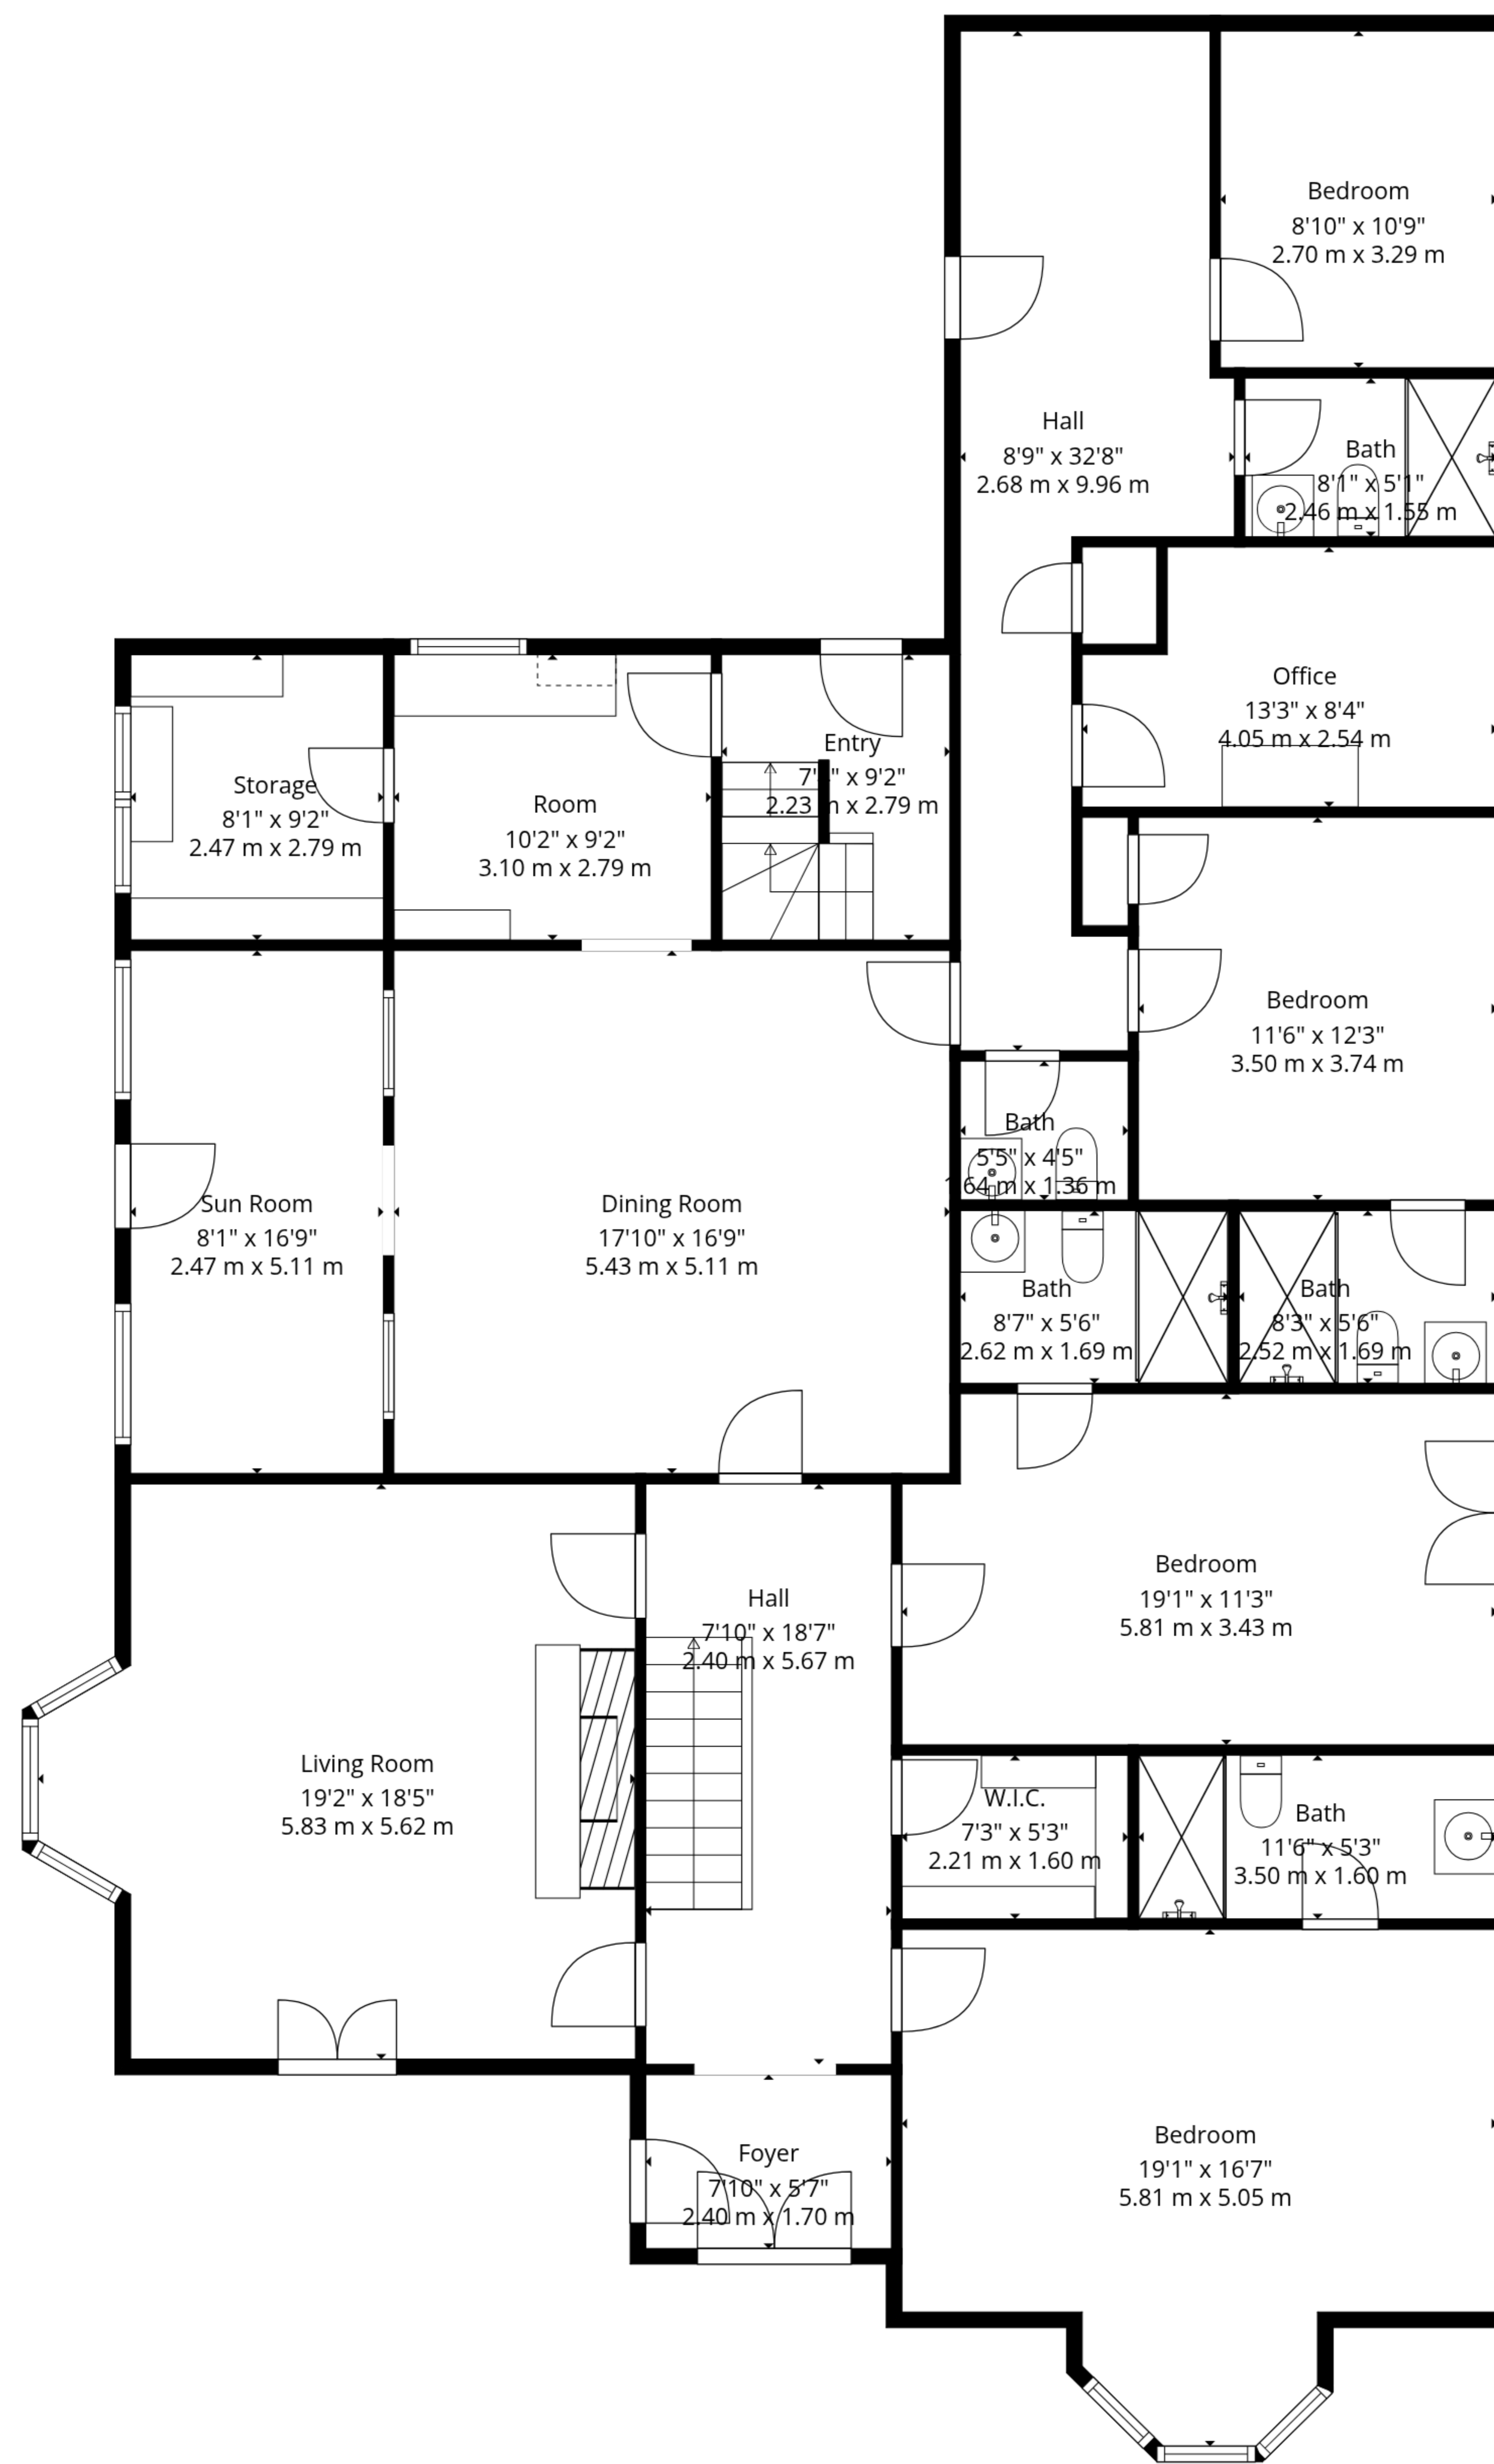 Bedroom
8'10" x 10'9"
2.70 m x 3.29 m
Hall
8'9" x 32'8"
2.68 m x 9.96 m
Bath
8'1" x 5'1"
2.46 m x 1.55 m
Office
13'3" x 8'4"
4.05 m x 2.54 m
Entry
x 9'2"
2.23 m x 2.79 m
Storage
8'1" x 9'2"
2.47 m x 2.79 m
Room
10'2" x 9'2"
3.10 m x 2.79 m
Bedroom
11'6" x 12'3"
3.50 m x 3.74 m
Bath
5'5" x 4'5"
1.64 m x 1.36 m
Sun Room
8'1" x 16'9"
2.47 m x 5.11 m
Dining Room
17'10" x 16'9"
5.43 m x 5.11 m
Bath
8'7" x 5'6"
2.62 m x 1.69 m
Bath
8'3" x 5'6"
2.52 m x 1.69 m
Bedroom
19'1" x 11'3"
5.81 m x 3.43 m
Hall
7'10" x 18'7"
2.40 m x 5.67 m
Living Room
19'2" x 18'5"
5.83 m x 5.62 m
W.I.C.
7'3" x 5'3"
2.21 m x 1.60 m
Bath
11'6" x 5'3"
3.50 m x 1.60 m
Foyer
7'10" x 5'7"
2.40 m x 1.70 m
Bedroom
19'1" x 16'7"
5.81 m x 5.05 m